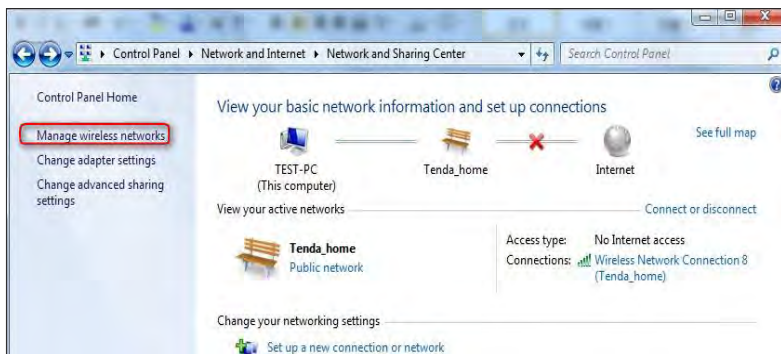 Control Panel ▸ Network and Internet ▸ Network and Sharing Center
Search Control Panel
Control Panel Home
Manage wireless networks
Change adapter settings
Change advanced sharing
settings
View your basic network information and set up connections
See full map
TEST-PC
(This computer)
Tenda_home
Internet
View your active networks
Connect or disconnect
Tenda_home
Public network
Access type: No Internet access
Connections: Wireless Network Connection 8
(Tenda_home)
Change your networking settings
Set up a new connection or network